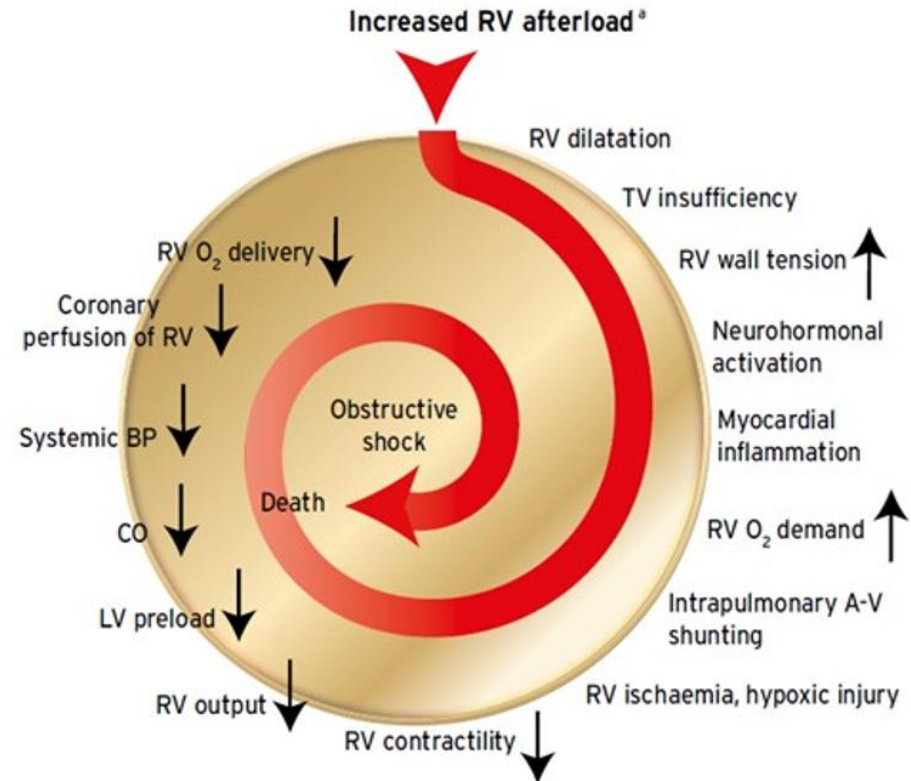 Increased RV afterload ª
RV dilatation
TV insufficiency
RV wall tension
Neurohormonal
activation
Myocardial
inflammation
RV O₂ demand
Intrapulmonary A-V
shunting
RV ischaemia, hypoxic injury
RV contractility
RV output
LV preload
CO
Systemic BP
Coronary
perfusion of RV
RV O₂ delivery
Obstructive
shock
Death